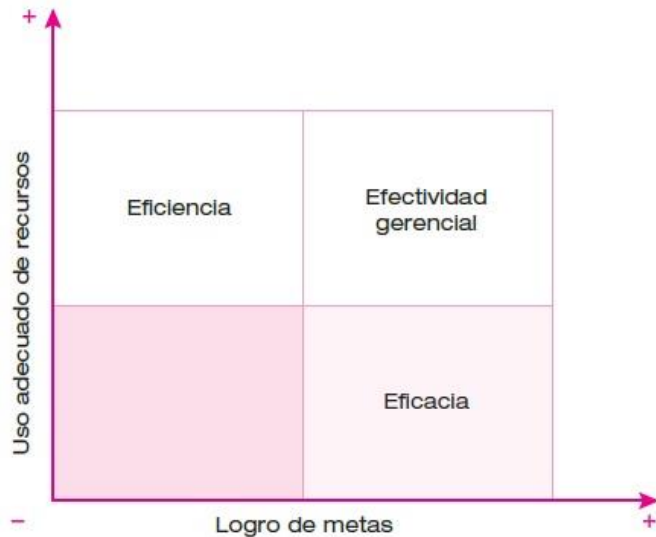 +
Uso adecuado de recursos
Eficiencia
Efectividad
gerencial
Eficacia
–
Logro de metas
+